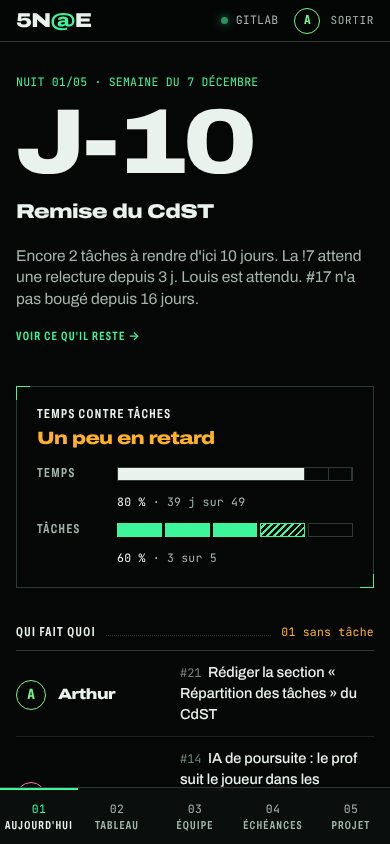 5N@E
GITLAB
A
SORTIR
NUIT 01/05 · SEMAINE DU 7 DÉCEMBRE
J-10
Remise du CdST
Encore 2 tâches à rendre d'ici 10 jours. La !7 attend
une relecture depuis 3 j. Louis est attendu. #17 n'a
pas bougé depuis 16 jours.
VOIR CE QU'IL RESTE →
TEMPS CONTRE TÂCHES
Un peu en retard
TEMPS
80 % · 39 j sur 49
TÂCHES
60 % · 3 sur 5
QUI FAIT QUOI
01 sans tâche
A
Arthur
#21 Rédiger la section «
Répartition des tâches » du
CdST
#14 IA de poursuite : le prof
suit le joueur dans les
01
AUJOURD'HUI
02
TABLEAU
03
ÉQUIPE
04
ÉCHÉANCES
05
PROJET